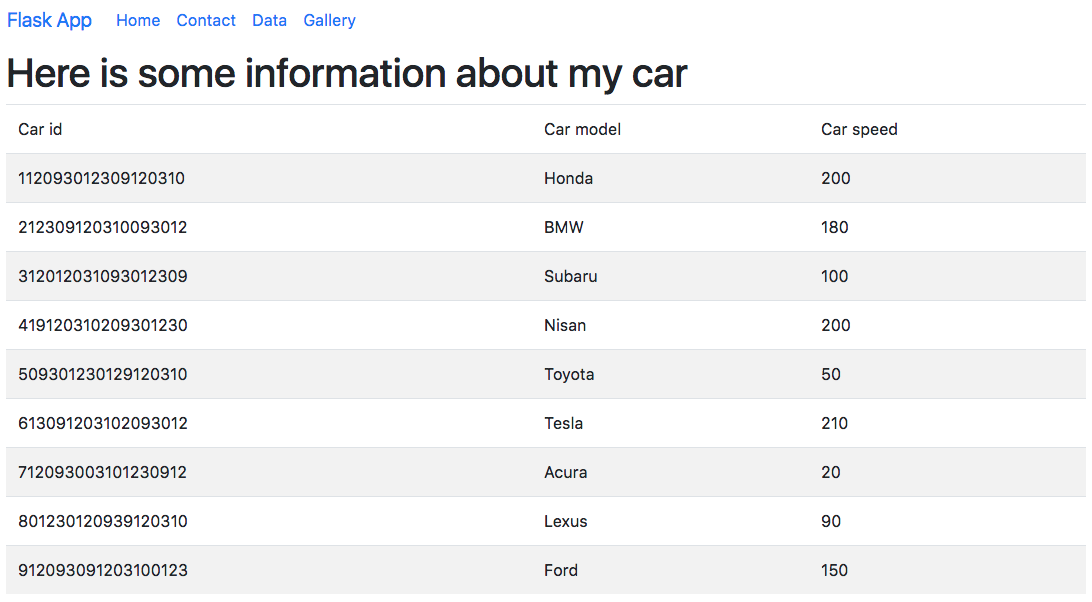 Flask App Home Contact Data Gallery
Here is some information about my car
Car id Car model Car speed
112093012309120310 Honda 200
212309120310093012 BMW 180
312012031093012309 Subaru 100
419120310209301230 Nisan 200
509301230129120310 Toyota 50
613091203102093012 Tesla 210
712093003101230912 Acura 20
801230120939120310 Lexus 90
912093091203100123 Ford 150